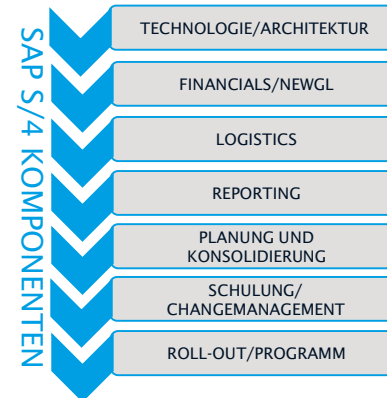 SAP S/4 KOMPONENTEN
TECHNOLOGIE/ARCHITEKTUR
FINANCIALS/NEWGL
LOGISTICS
REPORTING
PLANUNG UND
KONSOLIDIERUNG
SCHULUNG/
CHANGEMANAGEMENT
ROLL-OUT/PROGRAMM